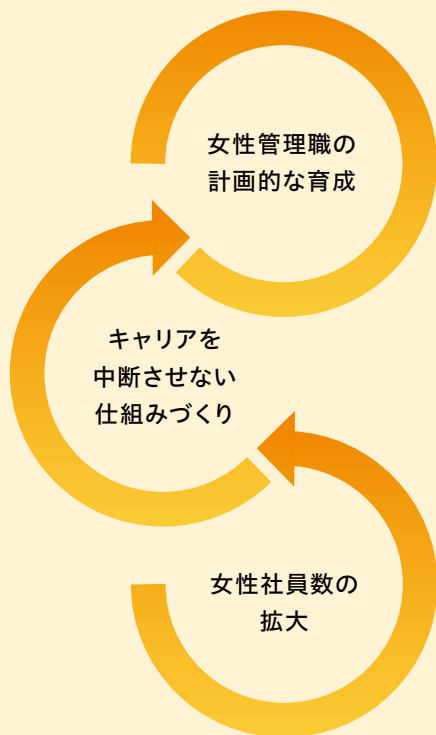 女性管理職の
計画的な育成
キャリアを
中断させない
仕組みづくり
女性社員数の
拡大